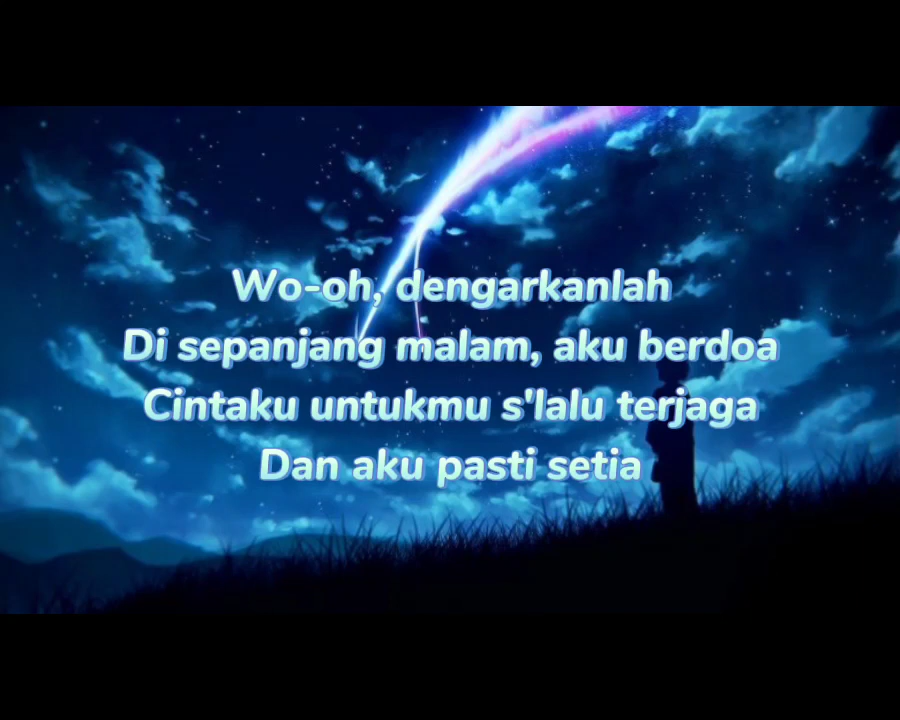 Wo-oh, dengarkanlah
Di sepanjang malam, aku berdoa
Cintaku untukmu s'lalu terjaga
Dan aku pasti setia